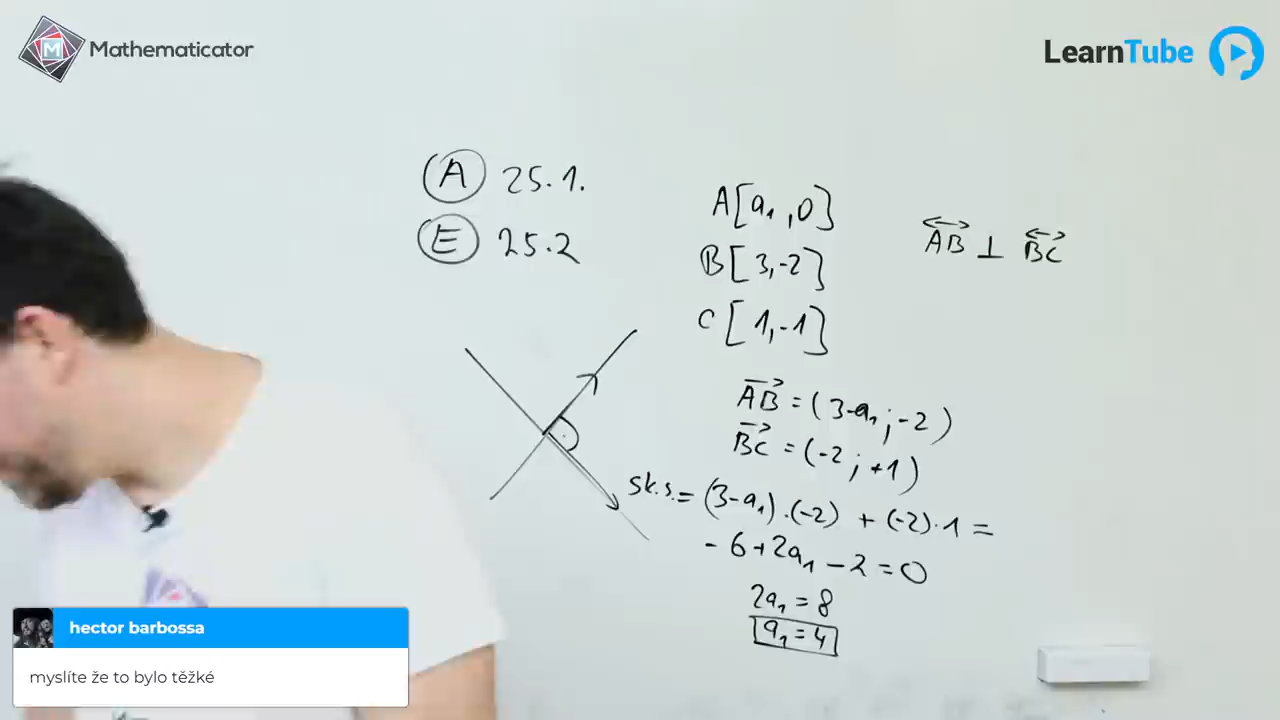 Mathematicator
LearnTube
(A) 25.1.
(E) 25.2
A[a₁,0]
B[3,-2]
C[1,-1]
AB ⊥ BC
AB = (3-a₁;-2)
BC = (-2;+1)
sk.s.= (3-a₁).(-2) + (-2).1 =
-6+2a₁-2=0
2a₁=8
a₁=4
hector barbossa
myslíte že to bylo těžké